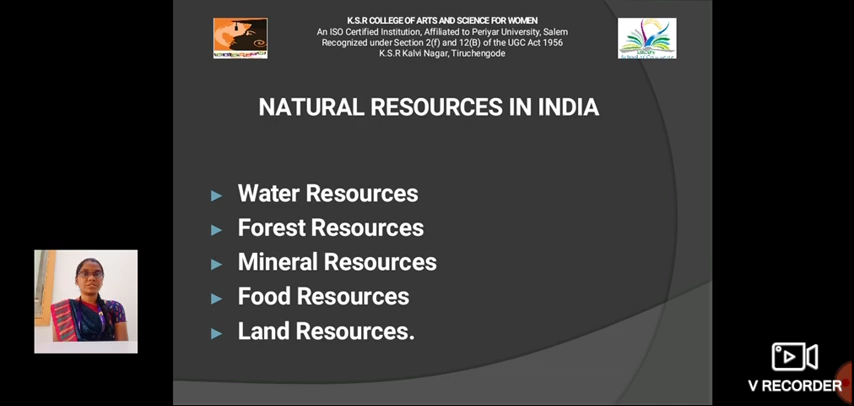 K.S.R COLLEGE OF ARTS AND SCIENCE FOR WOMEN
An ISO Certified Institution, Affiliated to Periyar University, Salem
Recognized under Section 2(f) and 12(B) of the UGC Act 1956
K.S.R Kalvi Nagar, Tiruchengode
NATURAL RESOURCES IN INDIA
► Water Resources
► Forest Resources
► Mineral Resources
► Food Resources
► Land Resources.
V RECORDER